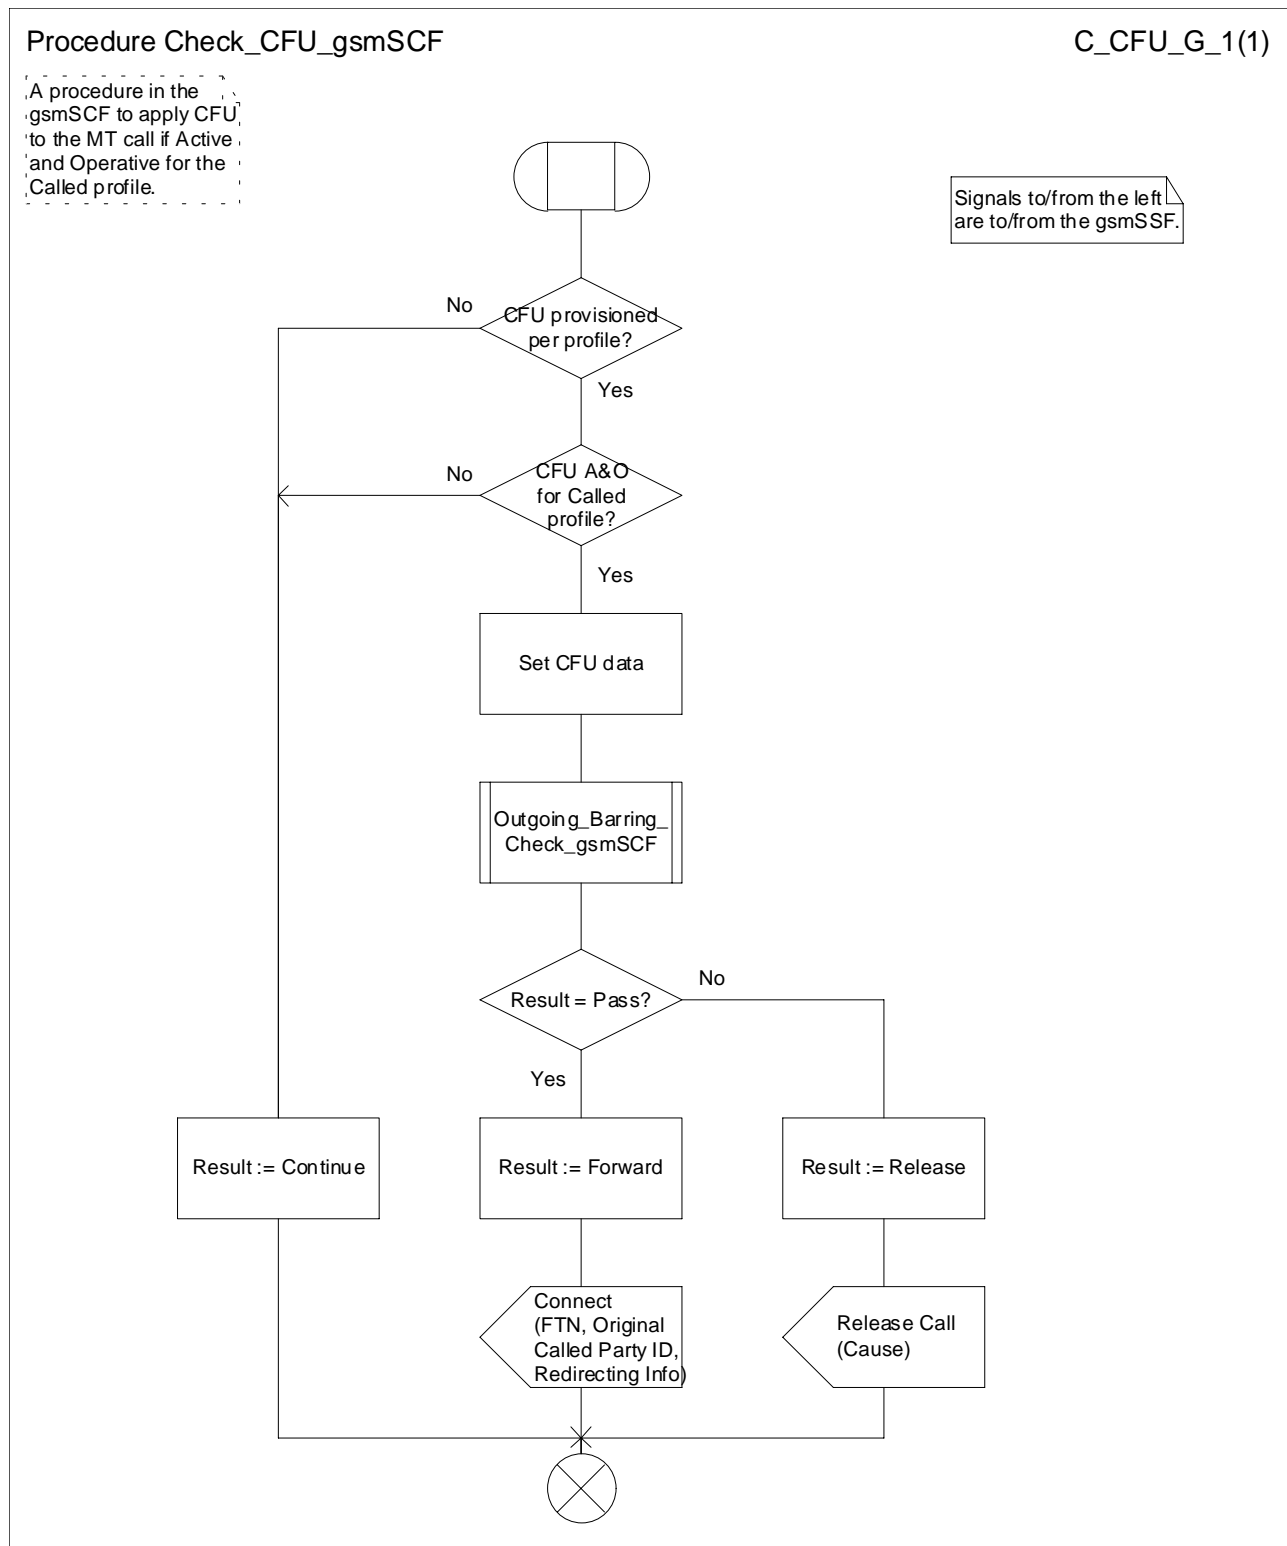 Procedure Check_CFU_gsmSCF
C_CFU_G_1(1)
A procedure in the
gsmSCF to apply CFU
to the MT call if Active
and Operative for the
Called profile.
Signals to/from the left
are to/from the gsmSSF.
No
CFU provisioned
per profile?
Yes
No
CFU A&O
for Called
profile?
Yes
Set CFU data
Outgoing_Barring_
Check_gsmSCF
Result = Pass?
No
Yes
Result := Continue
Result := Forward
Result := Release
Connect
(FTN, Original
Called Party ID,
Redirecting Info)
Release Call
(Cause)